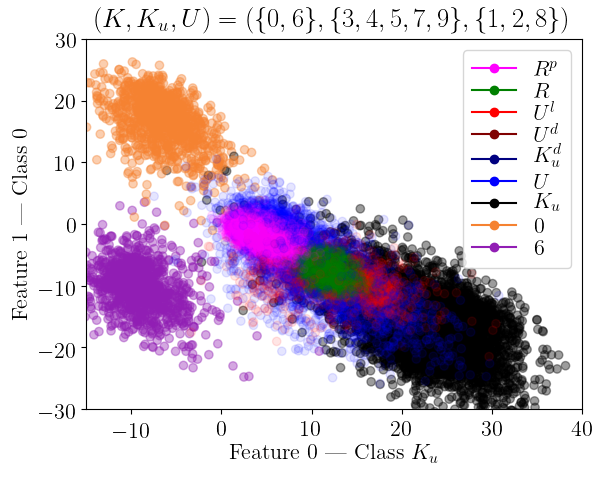 (K, K_u, U) = ({0, 6}, {3, 4, 5, 7, 9}, {1, 2, 8})
30
20
10
0
−10
−20
−30
Feature 1 — Class 0
R^p
R
U^l
U^d
K_u^d
U
K_u
0
6
−10
0
10
20
30
40
Feature 0 — Class K_u